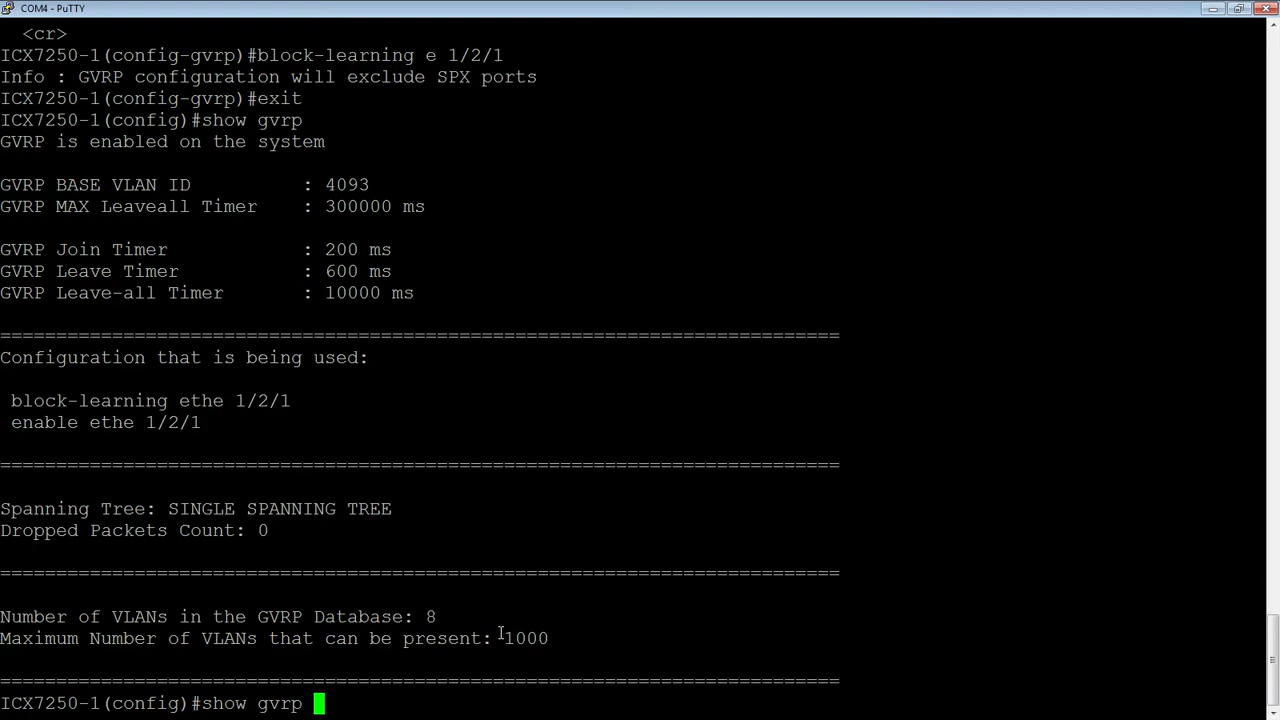 COM4 - PuTTY
<cr>
ICX7250-1(config-gvrp)#block-learning e 1/2/1
Info : GVRP configuration will exclude SPX ports
ICX7250-1(config-gvrp)#exit
ICX7250-1(config)#show gvrp
GVRP is enabled on the system
GVRP BASE VLAN ID          : 4093
GVRP MAX Leaveall Timer    : 300000 ms
GVRP Join Timer            : 200 ms
GVRP Leave Timer           : 600 ms
GVRP Leave-all Timer       : 10000 ms
===========================================================================
Configuration that is being used:
block-learning ethe 1/2/1
enable ethe 1/2/1
===========================================================================
Spanning Tree: SINGLE SPANNING TREE
Dropped Packets Count: 0
===========================================================================
Number of VLANs in the GVRP Database: 8
Maximum Number of VLANs that can be present: 1000
===========================================================================
ICX7250-1(config)#show gvrp